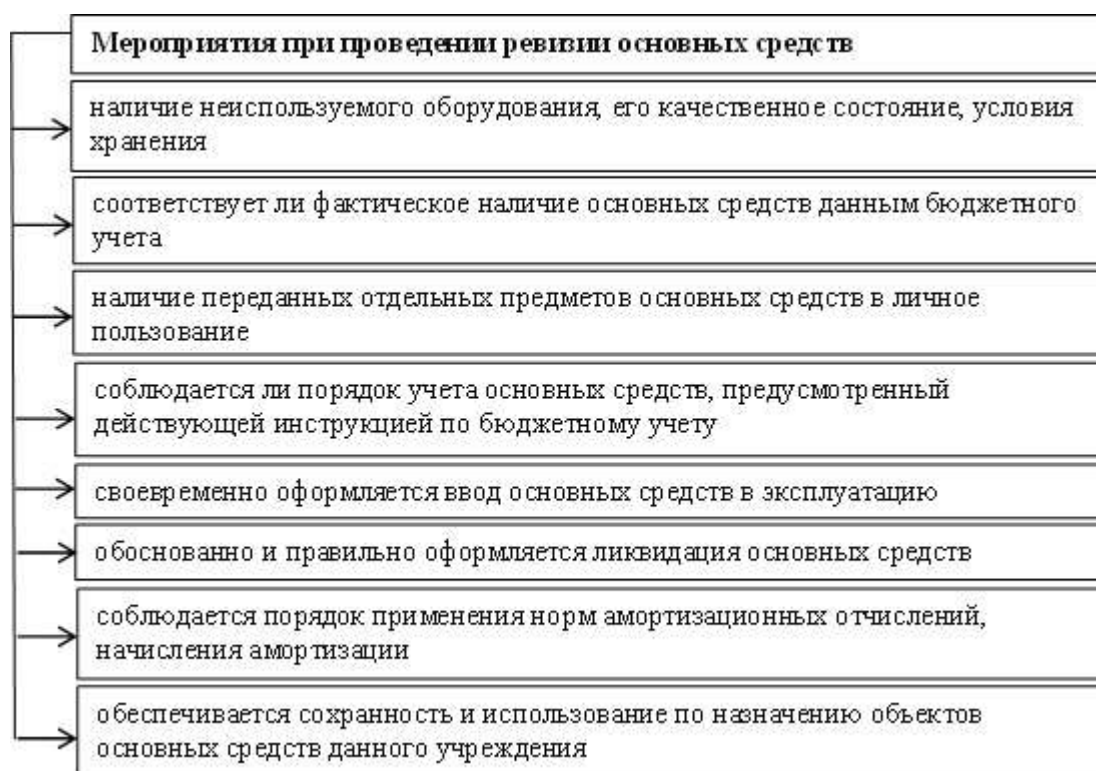 Мероприятия при проведении ревизии основных средств
наличие неиспользуемого оборудования, его качественное состояние, условия
хранения
соответствует ли фактическое наличие основных средств данным бюджетного
учета
наличие переданных отдельных предметов основных средств в личное
пользование
соблюдается ли порядок учета основных средств, предусмотренный
действующей инструкцией по бюджетному учету
своевременно оформляется ввод основных средств в эксплуатацию
обоснованно и правильно оформляется ликвидация основных средств
соблюдается порядок применения норм амортизационных отчислений,
начисления амортизации
обеспечивается сохранность и использование по назначению объектов
основных средств данного учреждения